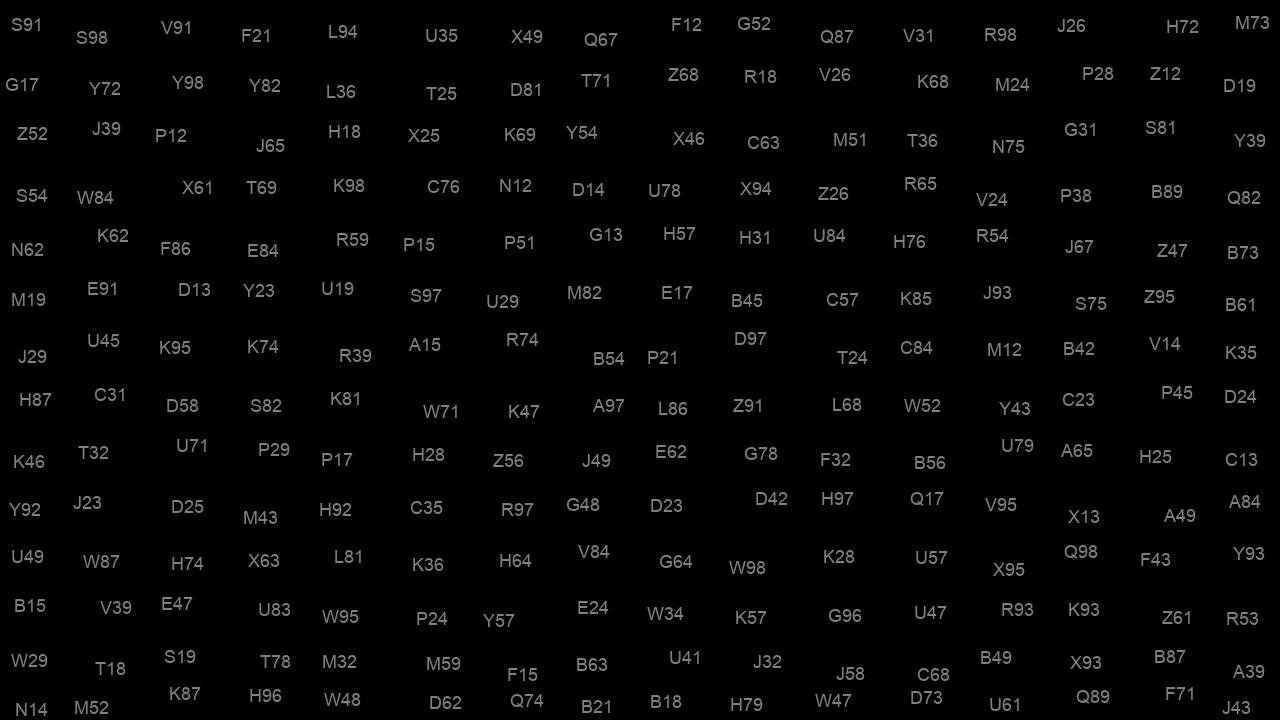 S91 S98 V91 F21 L94 U35 X49 Q67 F12 G52 Q87 V31 R98 J26 H72 M73
G17 Y72 Y98 Y82 L36 T25 D81 T71 Z68 R18 V26 K68 M24 P28 Z12 D19
Z52 J39 P12 J65 H18 X25 K69 Y54 X46 C63 M51 T36 N75 G31 S81 Y39
S54 W84 X61 T69 K98 C76 N12 D14 U78 X94 Z26 R65 V24 P38 B89 Q82
N62 K62 F86 E84 R59 P15 P51 G13 H57 H31 U84 H76 R54 J67 Z47 B73
M19 E91 D13 Y23 U19 S97 U29 M82 E17 B45 C57 K85 J93 S75 Z95 B61
J29 U45 K95 K74 R39 A15 R74 B54 P21 D97 T24 C84 M12 B42 V14 K35
H87 C31 D58 S82 K81 W71 K47 A97 L86 Z91 L68 W52 Y43 C23 P45 D24
K46 T32 U71 P29 P17 H28 Z56 J49 E62 G78 F32 B56 U79 A65 H25 C13
Y92 J23 D25 M43 H92 C35 R97 G48 D23 D42 H97 Q17 V95 X13 A49 A84
U49 W87 H74 X63 L81 K36 H64 V84 G64 W98 K28 U57 X95 Q98 F43 Y93
B15 V39 E47 U83 W95 P24 Y57 E24 W34 K57 G96 U47 R93 K93 Z61 R53
W29 T18 S19 T78 M32 M59 F15 B63 U41 J32 J58 C68 B49 X93 B87 A39
N14 M52 K87 H96 W48 D62 Q74 B21 B18 H79 W47 D73 U61 Q89 F71 J43